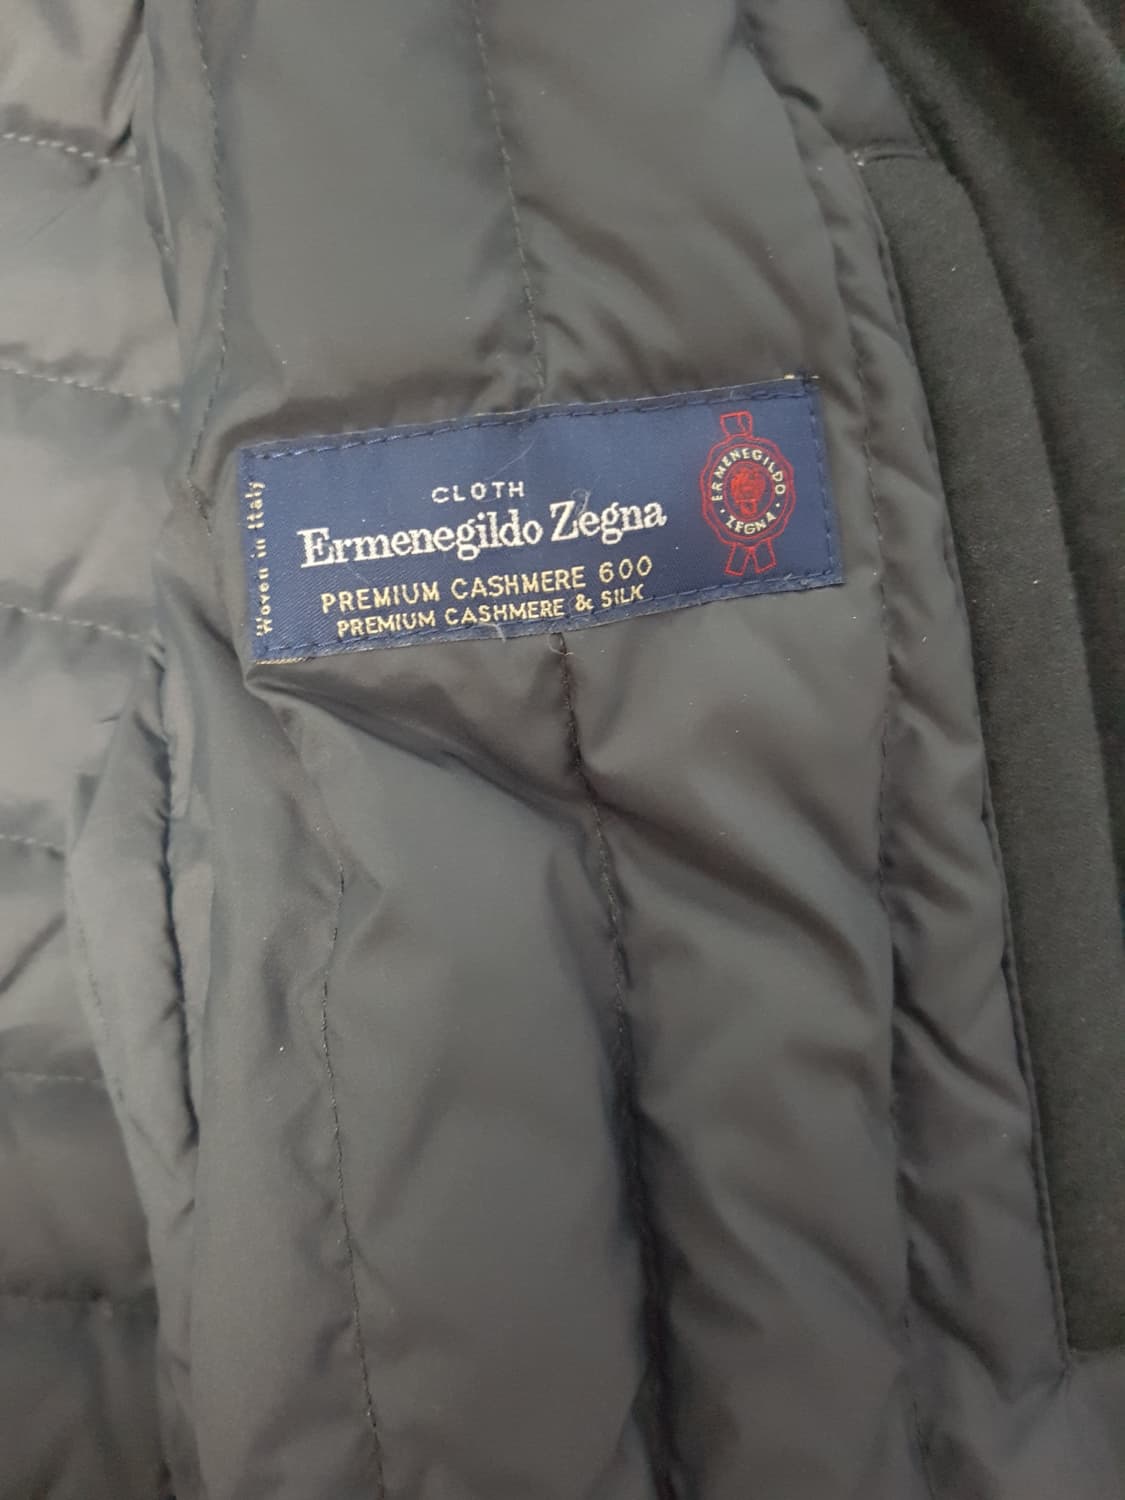 Woven in Italy
CLOTH
Ermenegildo Zegna
PREMIUM CASHMERE 600
PREMIUM CASHMERE & SILK
ERMENEGILDO
· ZEGNA ·